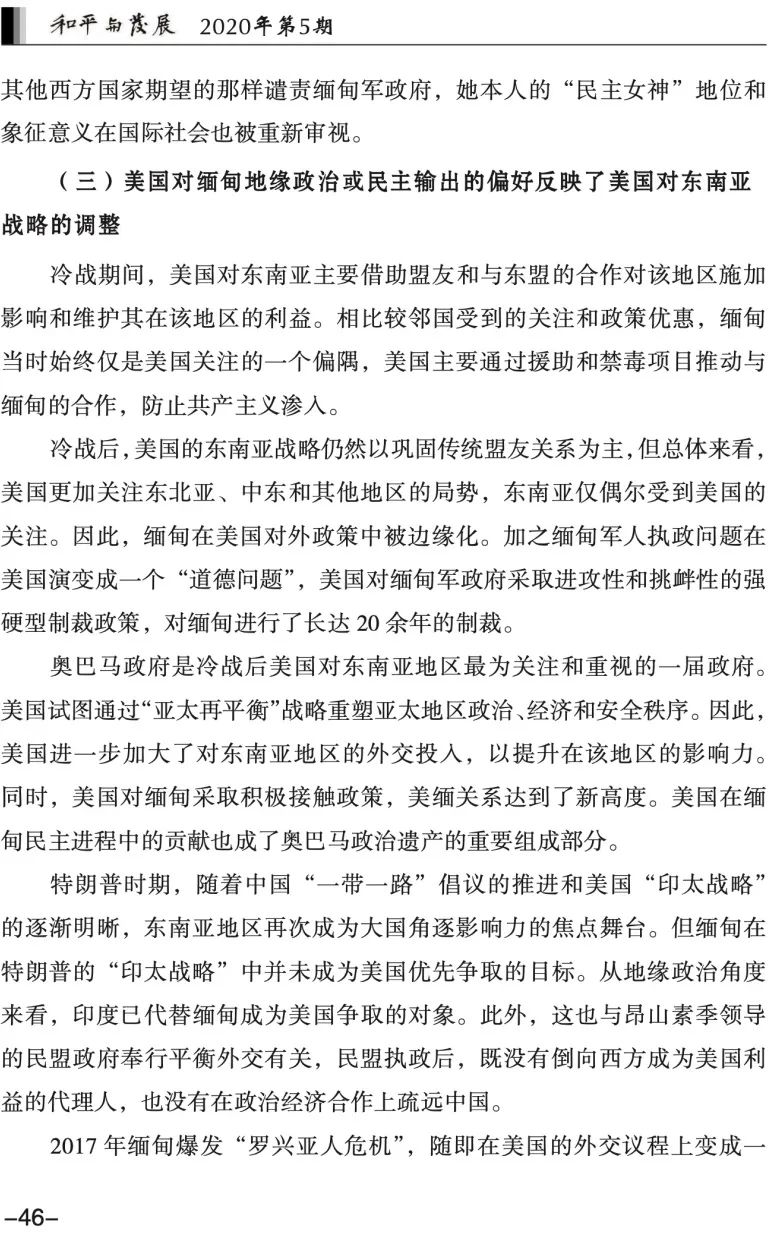 和平与发展 2020年第5期
其他西方国家期望的那样谴责缅甸军政府，她本人的“民主女神”地位和
象征意义在国际社会也被重新审视。
（三）美国对缅甸地缘政治或民主输出的偏好反映了美国对东南亚
战略的调整
冷战期间，美国对东南亚主要借助盟友和与东盟的合作对该地区施加
影响和维护其在该地区的利益。相比较邻国受到的关注和政策优惠，缅甸
当时始终仅是美国关注的一个偏隅，美国主要通过援助和禁毒项目推动与
缅甸的合作，防止共产主义渗入。
冷战后，美国的东南亚战略仍然以巩固传统盟友关系为主，但总体来看，
美国更加关注东北亚、中东和其他地区的局势，东南亚仅偶尔受到美国的
关注。因此，缅甸在美国对外政策中被边缘化。加之缅甸军人执政问题在
美国演变成一个“道德问题”，美国对缅甸军政府采取进攻性和挑衅性的强
硬型制裁政策，对缅甸进行了长达 20 余年的制裁。
奥巴马政府是冷战后美国对东南亚地区最为关注和重视的一届政府。
美国试图通过“亚太再平衡”战略重塑亚太地区政治、经济和安全秩序。因此，
美国进一步加大了对东南亚地区的外交投入，以提升在该地区的影响力。
同时，美国对缅甸采取积极接触政策，美缅关系达到了新高度。美国在缅
甸民主进程中的贡献也成了奥巴马政治遗产的重要组成部分。
特朗普时期，随着中国“一带一路”倡议的推进和美国“印太战略”
的逐渐明晰，东南亚地区再次成为大国角逐影响力的焦点舞台。但缅甸在
特朗普的“印太战略”中并未成为美国优先争取的目标。从地缘政治角度
来看，印度已代替缅甸成为美国争取的对象。此外，这也与昂山素季领导
的民盟政府奉行平衡外交有关，民盟执政后，既没有倒向西方成为美国利
益的代理人，也没有在政治经济合作上疏远中国。
2017 年缅甸爆发“罗兴亚人危机”，随即在美国的外交议程上变成一
–46–